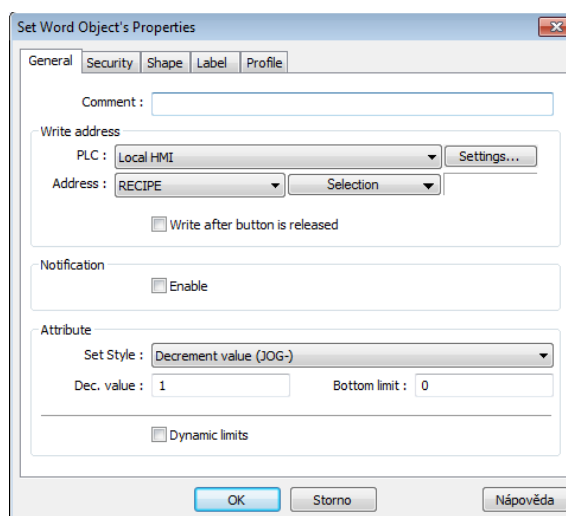 Set Word Object's Properties
General Security Shape Label Profile
Comment :
Write address
PLC : Local HMI Settings...
Address : RECIPE Selection
Write after button is released
Notification
Enable
Attribute
Set Style : Decrement value (JOG-)
Dec. value : 1 Bottom limit : 0
Dynamic limits
OK Storno Nápověda